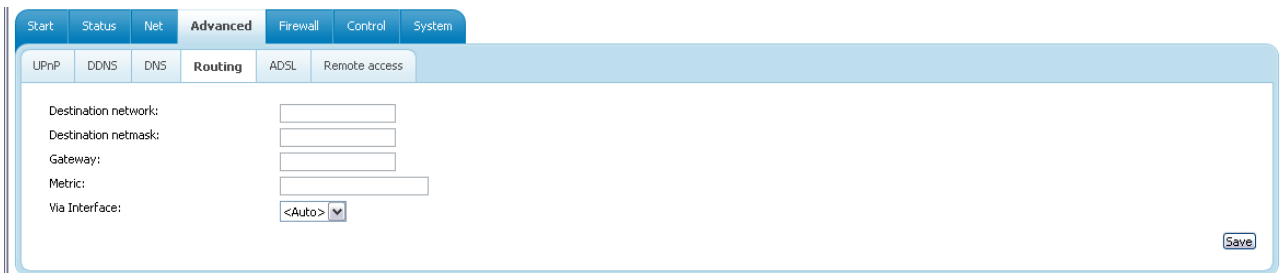 Start Status Net Advanced Firewall Control System
UPnP DDNS DNS Routing ADSL Remote access
Destination network:
Destination netmask:
Gateway:
Metric:
Via Interface: <Auto>
Save